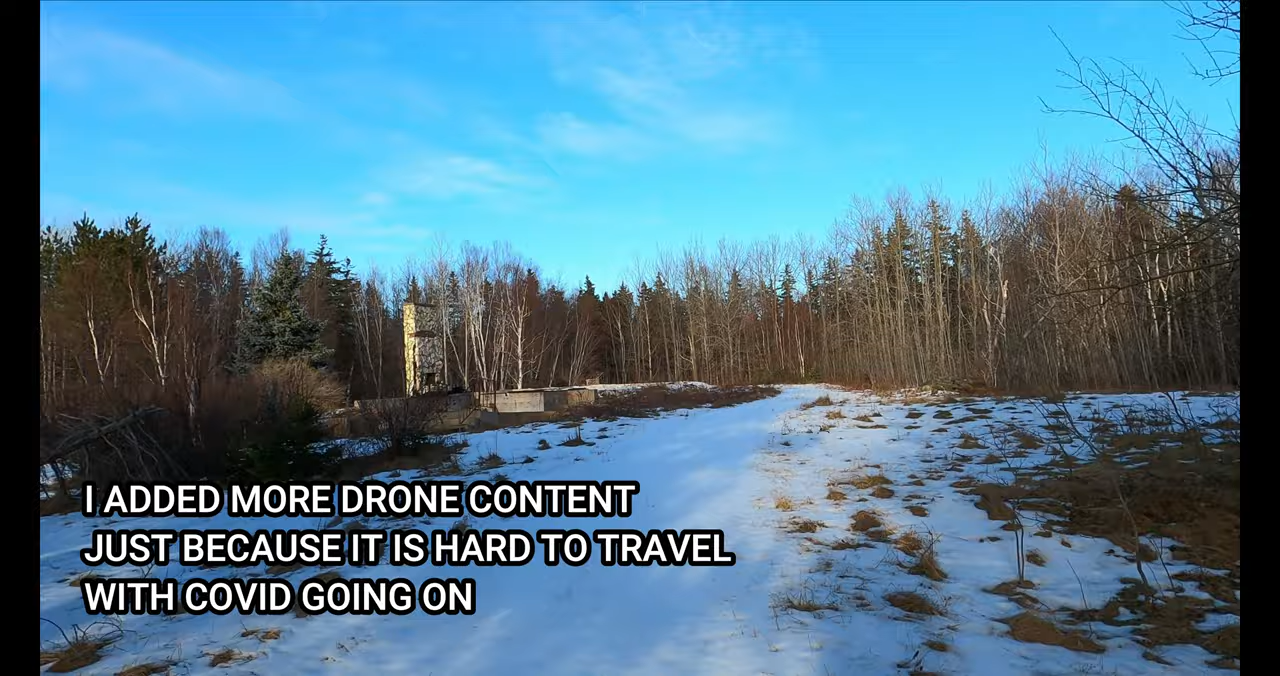 I ADDED MORE DRONE CONTENT
JUST BECAUSE IT IS HARD TO TRAVEL
WITH COVID GOING ON